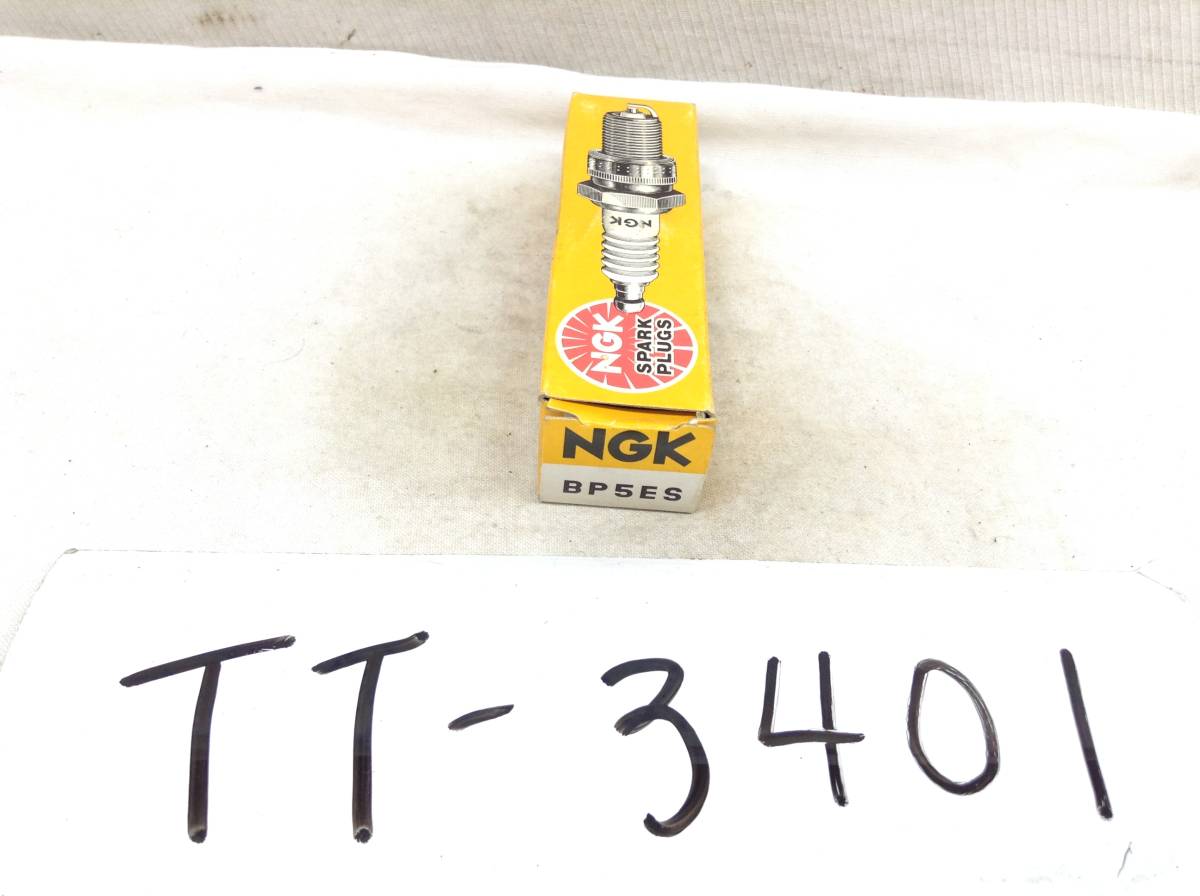 NGK
NGK
SPARK
PLUGS
NGK
BP5ES
TT-3401